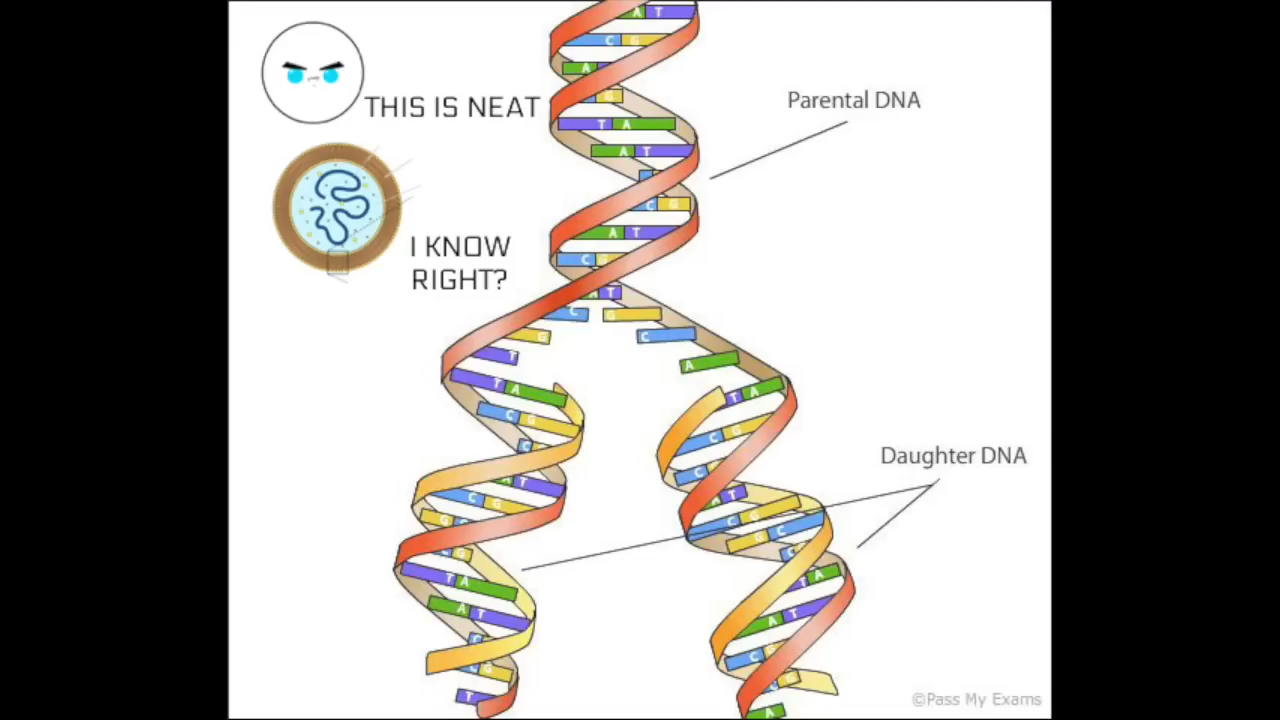 A T
C G
A
G
THIS IS NEAT
Parental DNA
T A
A T
C G
A T
I KNOW
RIGHT?
C G
A T
C G
G C
T A
T A
T A
C G
C G
C
C
Daughter DNA
A T
T
C G
C G
G C
C
G C
G
C
T A
T A
A T
A T
C
C G
C G
G
T
©Pass My Exams
A